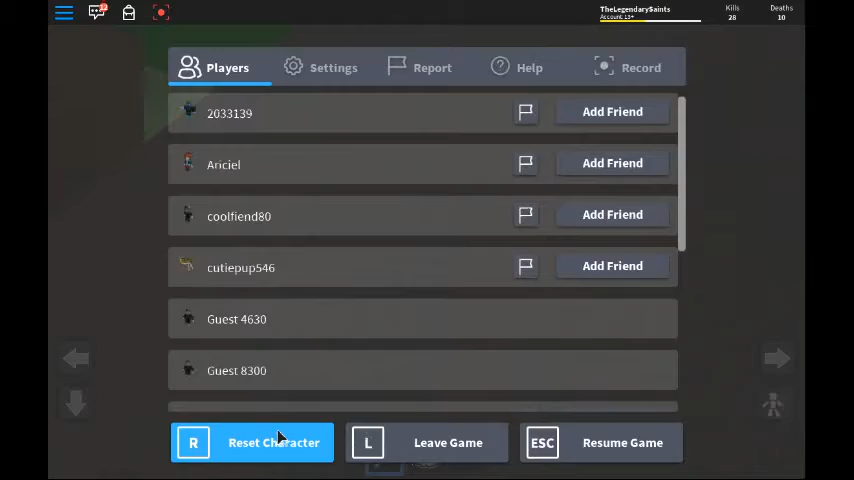 12
TheLegendarySaints Kills Deaths
Account: 13+ 28 10
Players Settings Report Help Record
2033139 Add Friend
Ariciel Add Friend
coolfiend80 Add Friend
cutiepup546 Add Friend
Guest 4630
Guest 8300
R Reset Character L Leave Game ESC Resume Game